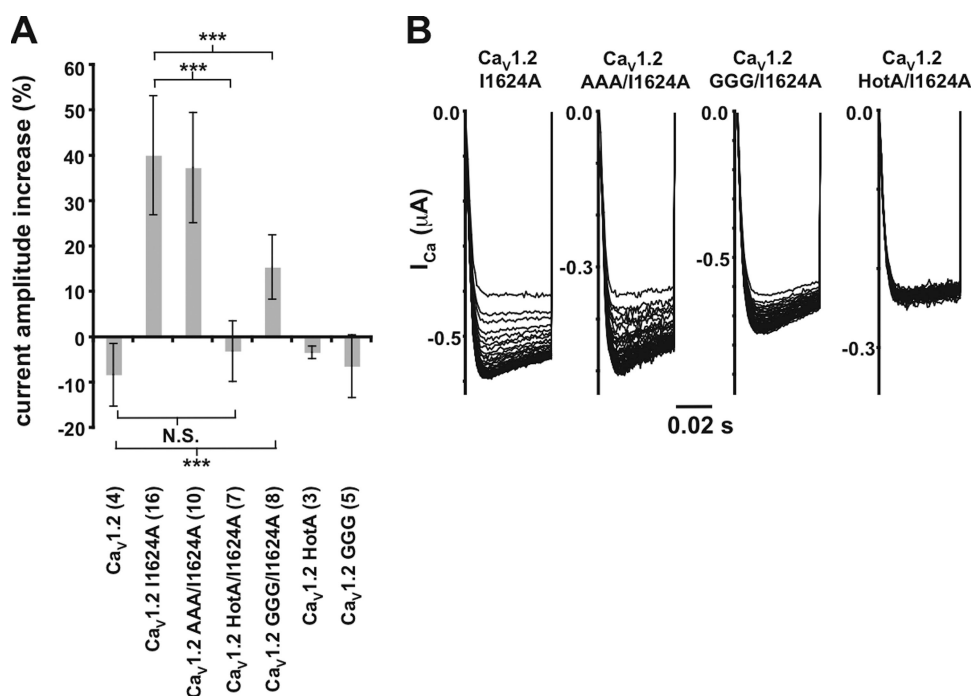 A
current amplitude increase (%)
60
50
40
30
20
10
0
-10
-20
***
***
N.S.
***
CaV1.2 (4)
CaV1.2 I1624A (16)
CaV1.2 AAA/I1624A (10)
CaV1.2 HotA/I1624A (7)
CaV1.2 GGG/I1624A (8)
CaV1.2 HotA (3)
CaV1.2 GGG (5)
B
CaV1.2
I1624A
CaV1.2
AAA/I1624A
CaV1.2
GGG/I1624A
CaV1.2
HotA/I1624A
ICa (µA)
0.0
-0.5
0.0
-0.3
0.0
-0.5
0.0
-0.3
0.02 s